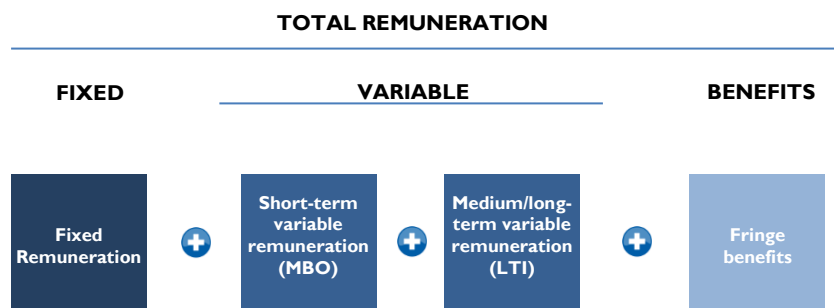 TOTAL REMUNERATION
FIXED
VARIABLE
BENEFITS
Fixed
Remuneration
Short-term
variable
remuneration
(MBO)
Medium/long-
term variable
remuneration
(LTI)
Fringe
benefits